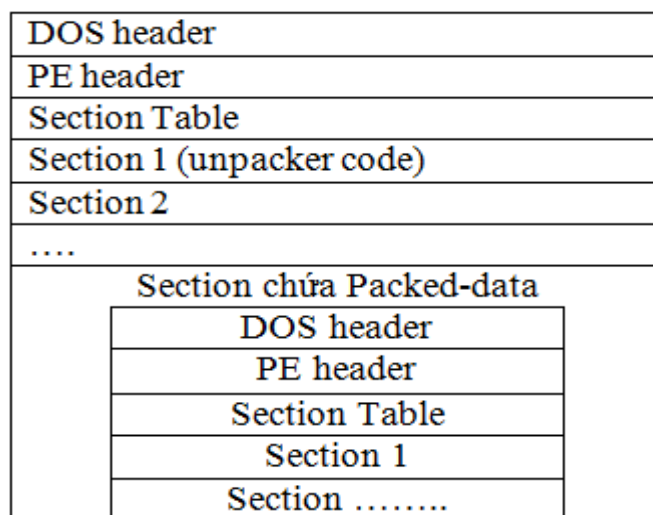 DOS header
PE header
Section Table
Section 1 (unpacker code)
Section 2
….
Section chứa Packed-data
DOS header
PE header
Section Table
Section 1
Section ……..